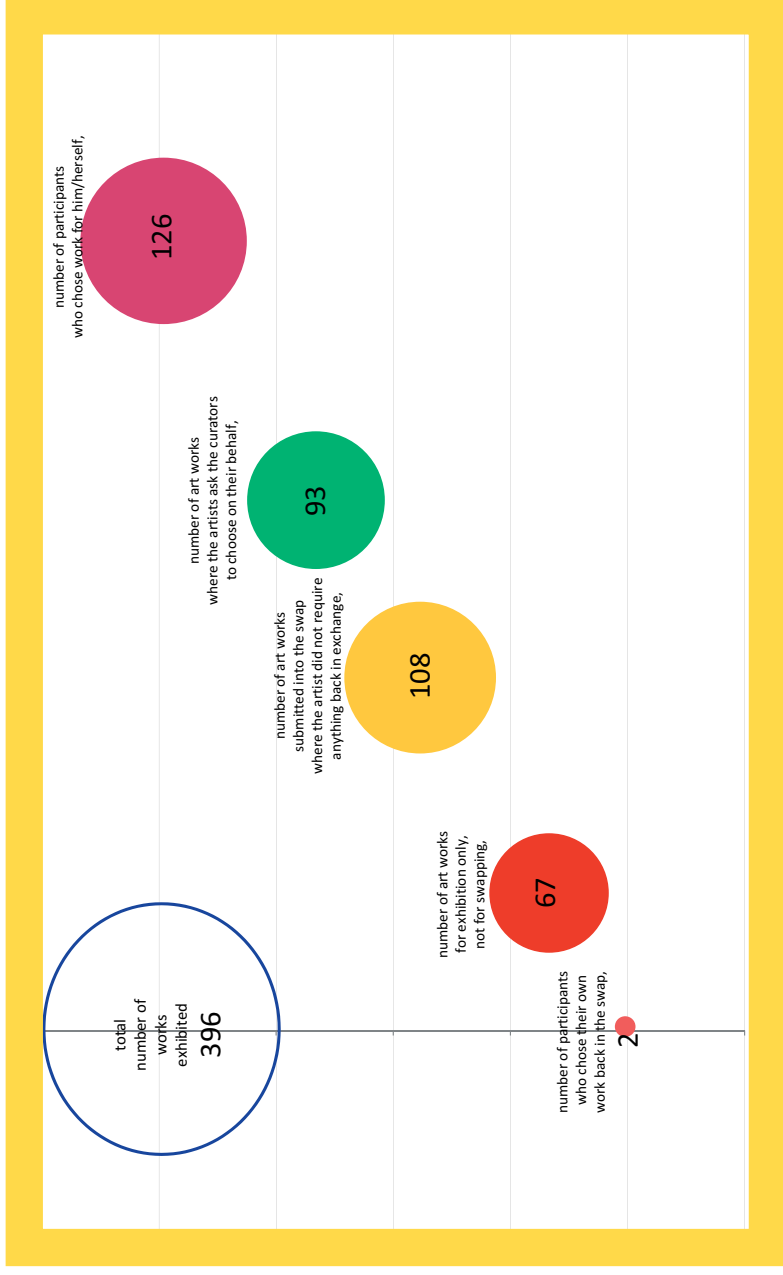 total
number of
works
exhibited
396
number of participants
who chose their own
work back in the swap,
2
number of art works
for exhibition only,
not for swapping,
67
number of art works
submitted into the swap
where the artist did not require
anything back in exchange,
108
number of art works
where the artists ask the curators
to choose on their behalf,
93
number of participants
who chose work for him/herself,
126